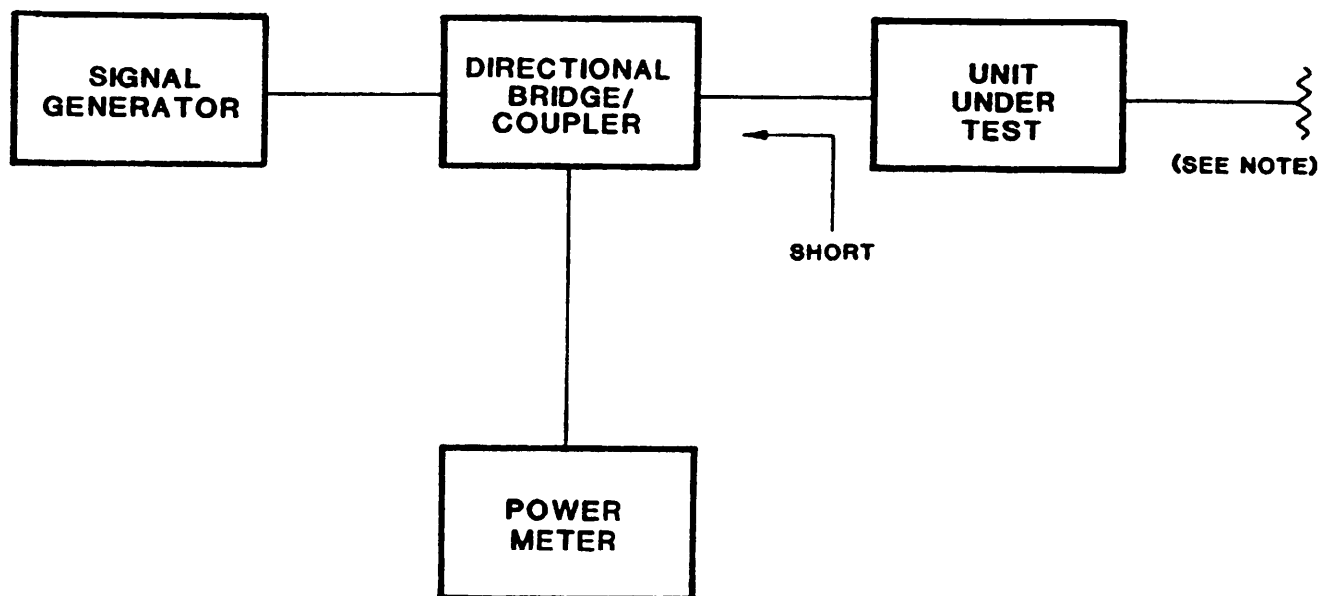 SIGNAL
GENERATOR
DIRECTIONAL
BRIDGE/
COUPLER
UNIT
UNDER
TEST
(SEE NOTE)
SHORT
POWER
METER